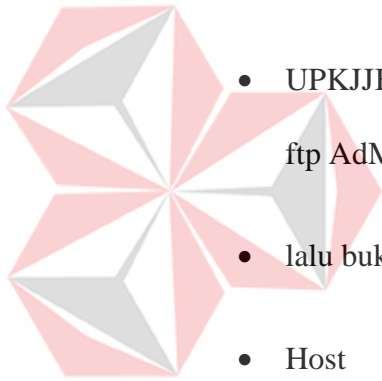 • UPKJJ
ftp AdM
• lalu buk
• Host